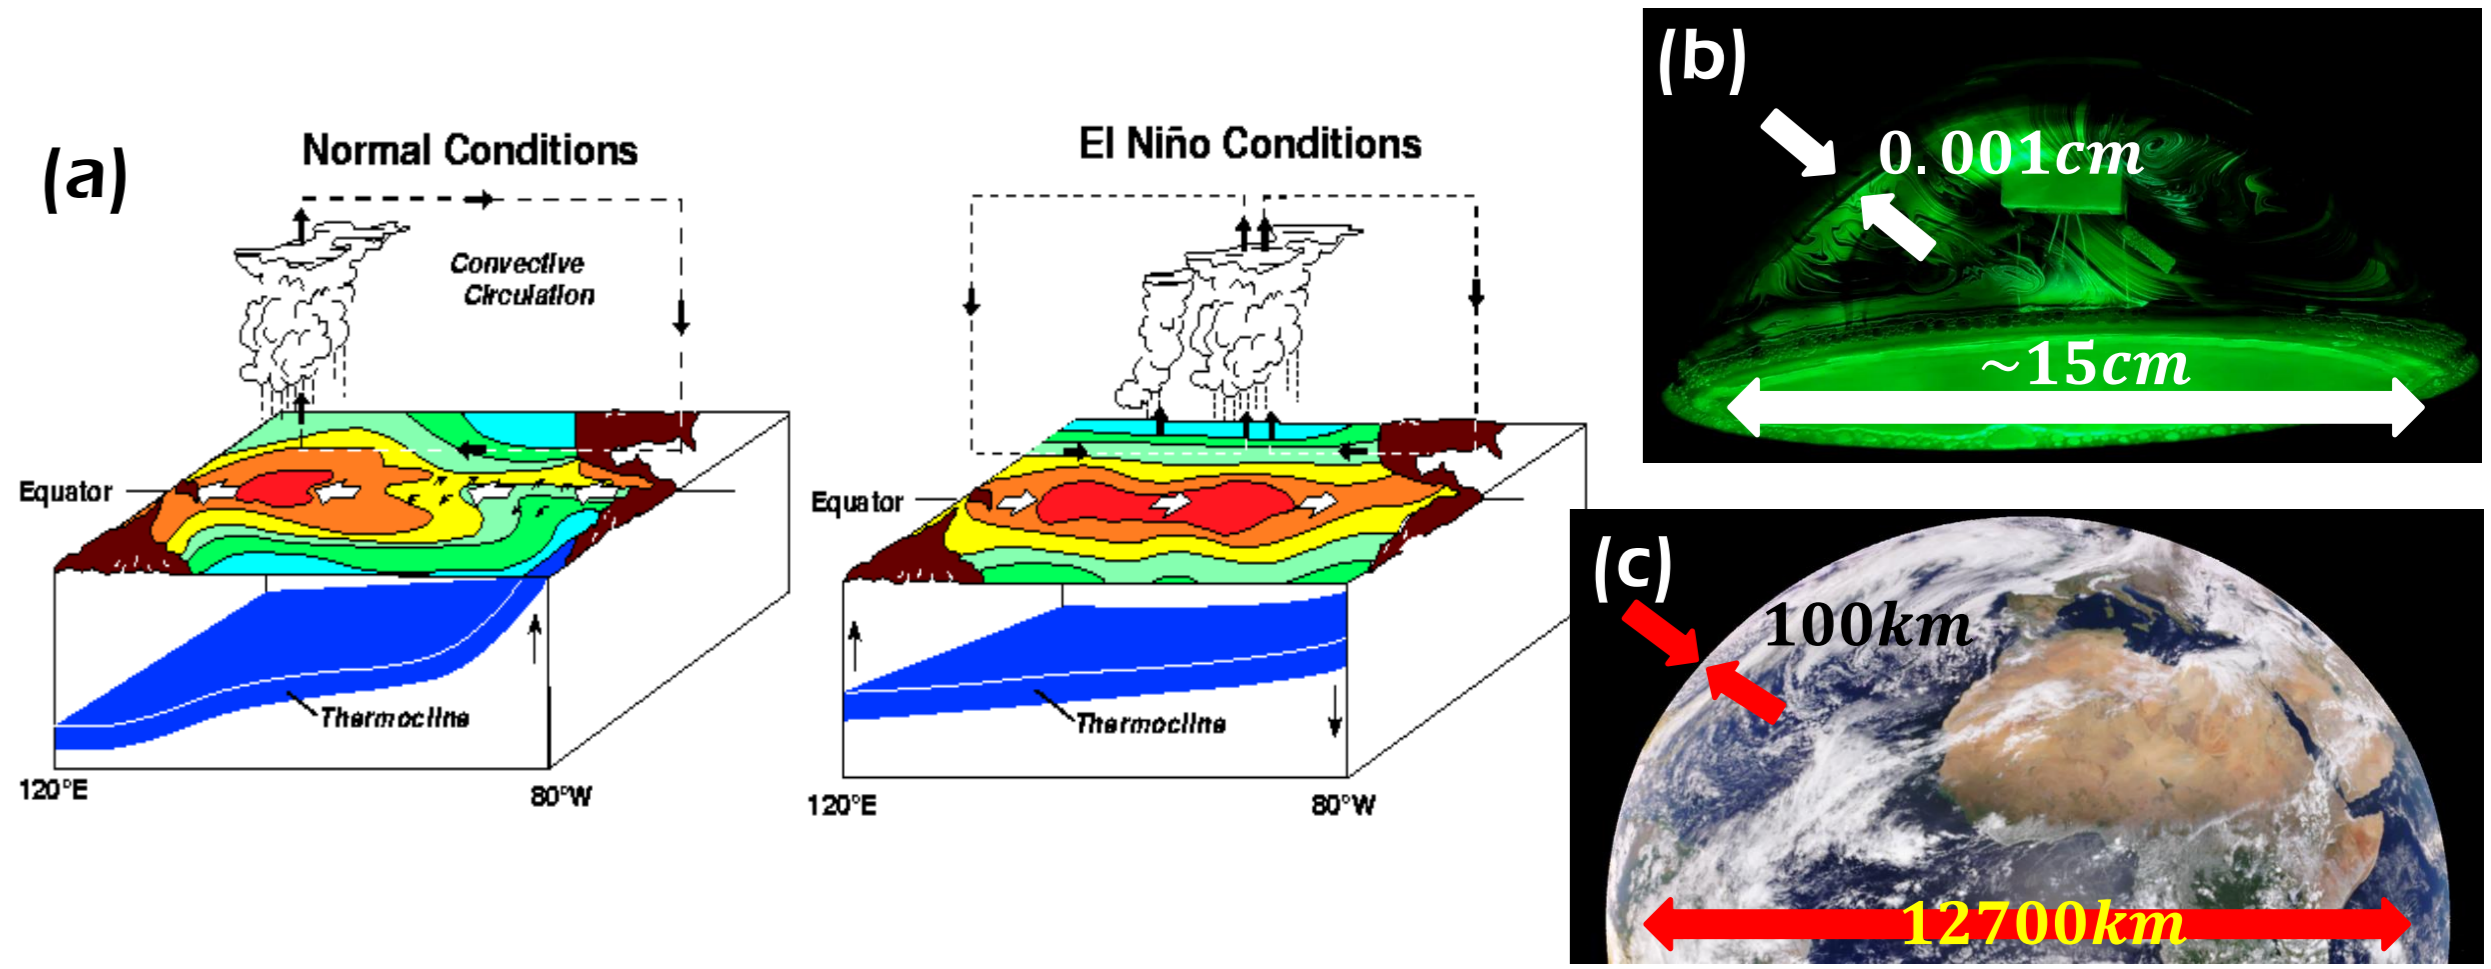 (a)
Normal Conditions
Convective
Circulation
Equator
Thermocline
120°E
80°W
El Niño Conditions
Equator
Thermocline
120°E
80°W
(b)
0.001cm
~15cm
(c)
100km
12700km